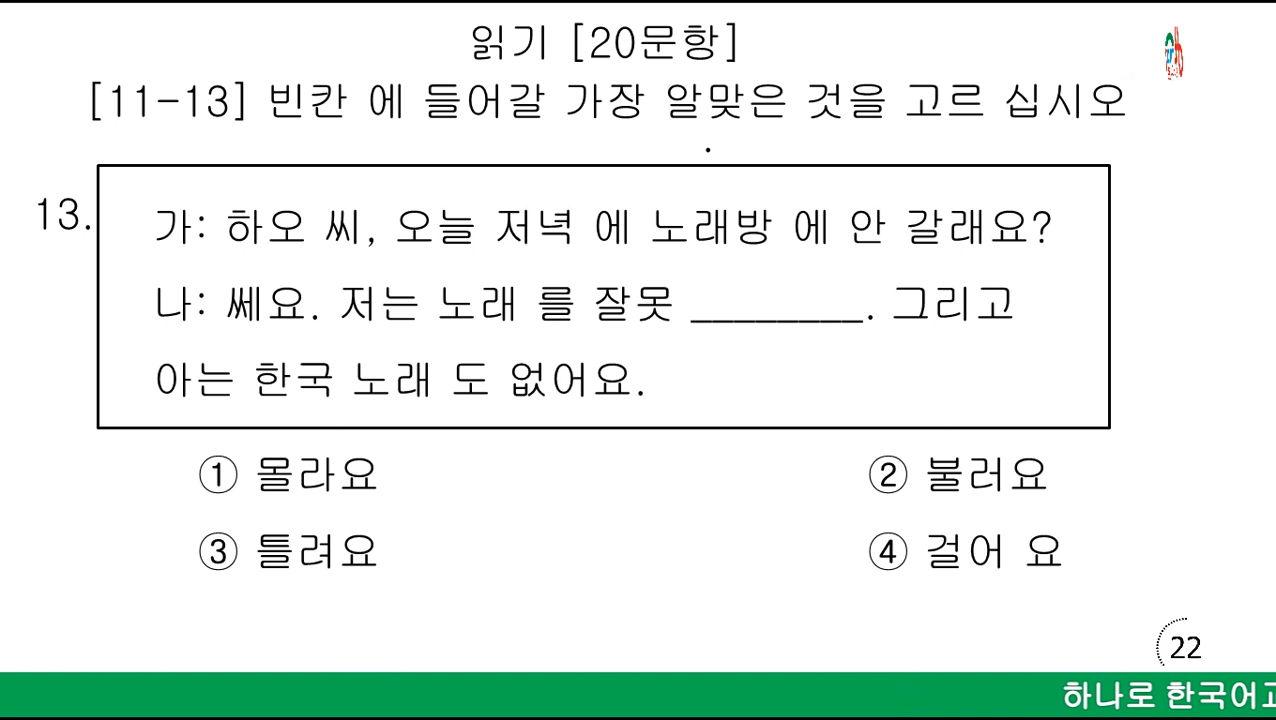 읽기 [20문항]
[11-13] 빈칸 에 들어갈 가장 알맞은 것을 고르 십시오
.
13.
가: 하오 씨, 오늘 저녁 에 노래방 에 안 갈래요?
나: 쎄요. 저는 노래 를 잘못 ________. 그리고
아는 한국 노래 도 없어요.
① 몰라요 ② 불러요
③ 틀려요 ④ 걸어 요
22
하나로 한국어교